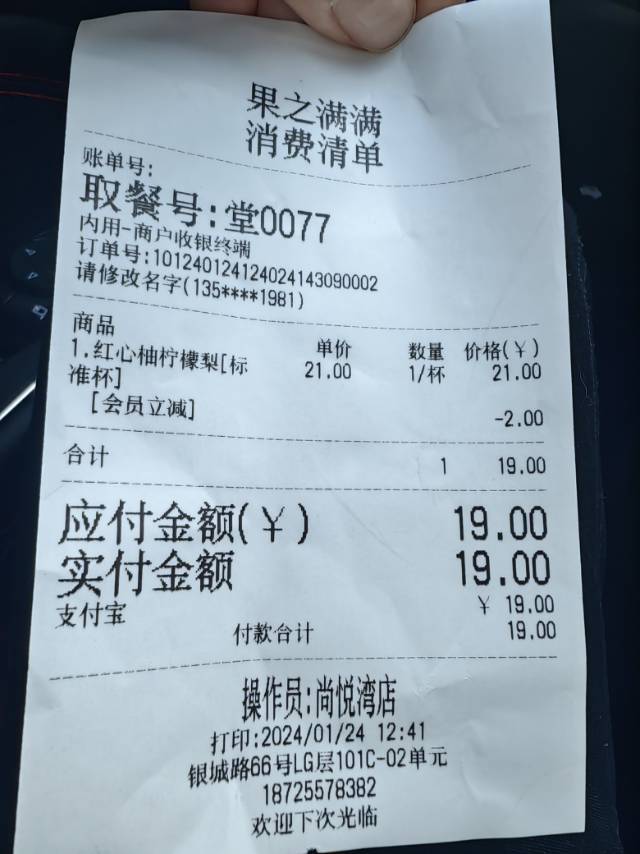 果之满满
消费清单
账单号:
取餐号:堂0077
内用-商户收银终端
订单号:101240124124024143090002
请修改名字(135****1981)
商品 单价 数量 价格(￥)
1.红心柚柠檬梨[标 21.00 1/杯 21.00
准杯]
[会员立减] -2.00
合计 1 19.00
应付金额(￥) 19.00
实付金额 19.00
支付宝 ￥ 19.00
付款合计 19.00
操作员:尚悦湾店
打印:2024/01/24 12:41
银城路66号LG层101C-02单元
18725578382
欢迎下次光临